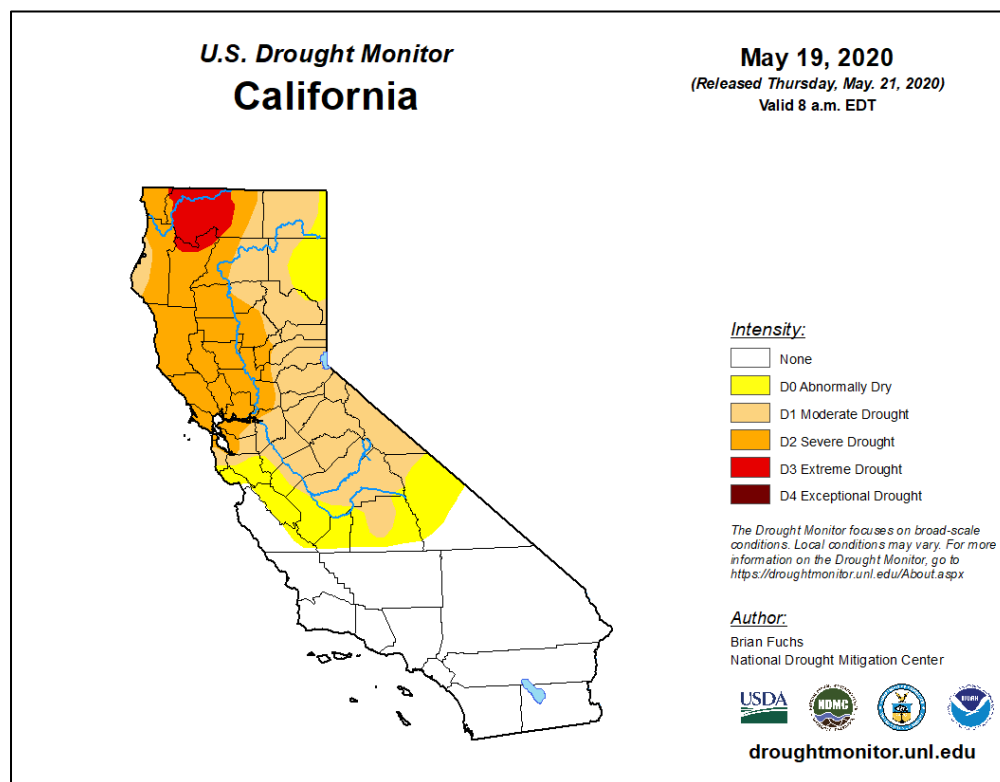 U.S. Drought Monitor
California
May 19, 2020
(Released Thursday, May. 21, 2020)
Valid 8 a.m. EDT
Intensity:
None
D0 Abnormally Dry
D1 Moderate Drought
D2 Severe Drought
D3 Extreme Drought
D4 Exceptional Drought
The Drought Monitor focuses on broad-scale
conditions. Local conditions may vary. For more
information on the Drought Monitor, go to
https://droughtmonitor.unl.edu/About.aspx
Author:
Brian Fuchs
National Drought Mitigation Center
USDA
NDMC
NOAA
droughtmonitor.unl.edu